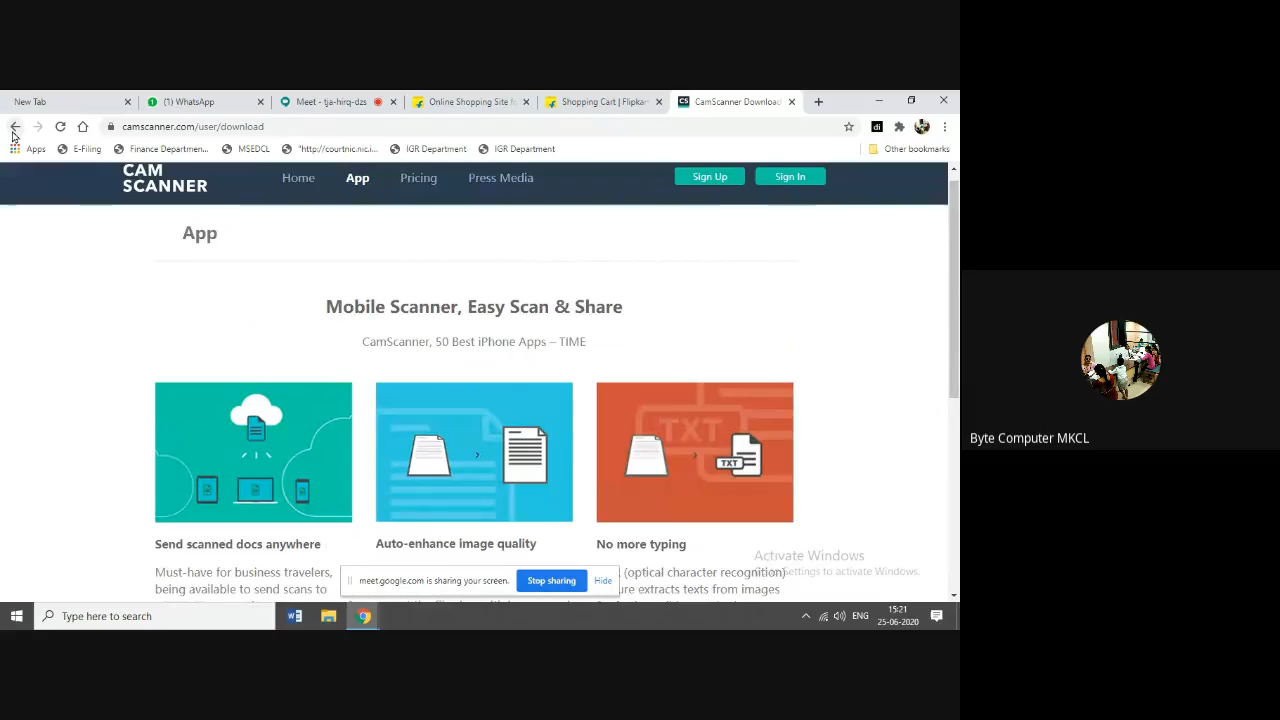 New Tab
(1) WhatsApp
Meet - tja-hirq-dzs
Online Shopping Site fo
Shopping Cart | Flipkar
CS
CamScanner Download
camscanner.com/user/download
di
Apps
E-Filing
Finance Departmen...
MSEDCL
"http://courtnic.nic.i...
IGR Department
IGR Department
Other bookmarks
CAM
SCANNER
Home
App
Pricing
Press Media
Sign Up
Sign In
App
Mobile Scanner, Easy Scan & Share
CamScanner, 50 Best iPhone Apps – TIME
TXT
TXT
Send scanned docs anywhere
Auto-enhance image quality
No more typing
Must-have for business travelers,
being available to send scans to
(optical character recognition)
extracts texts from images
Activate Windows
Settings to activate Windows.
meet.google.com is sharing your screen.
Stop sharing
Hide
Type here to search
ENG
15:21
25-06-2020
Byte Computer MKCL